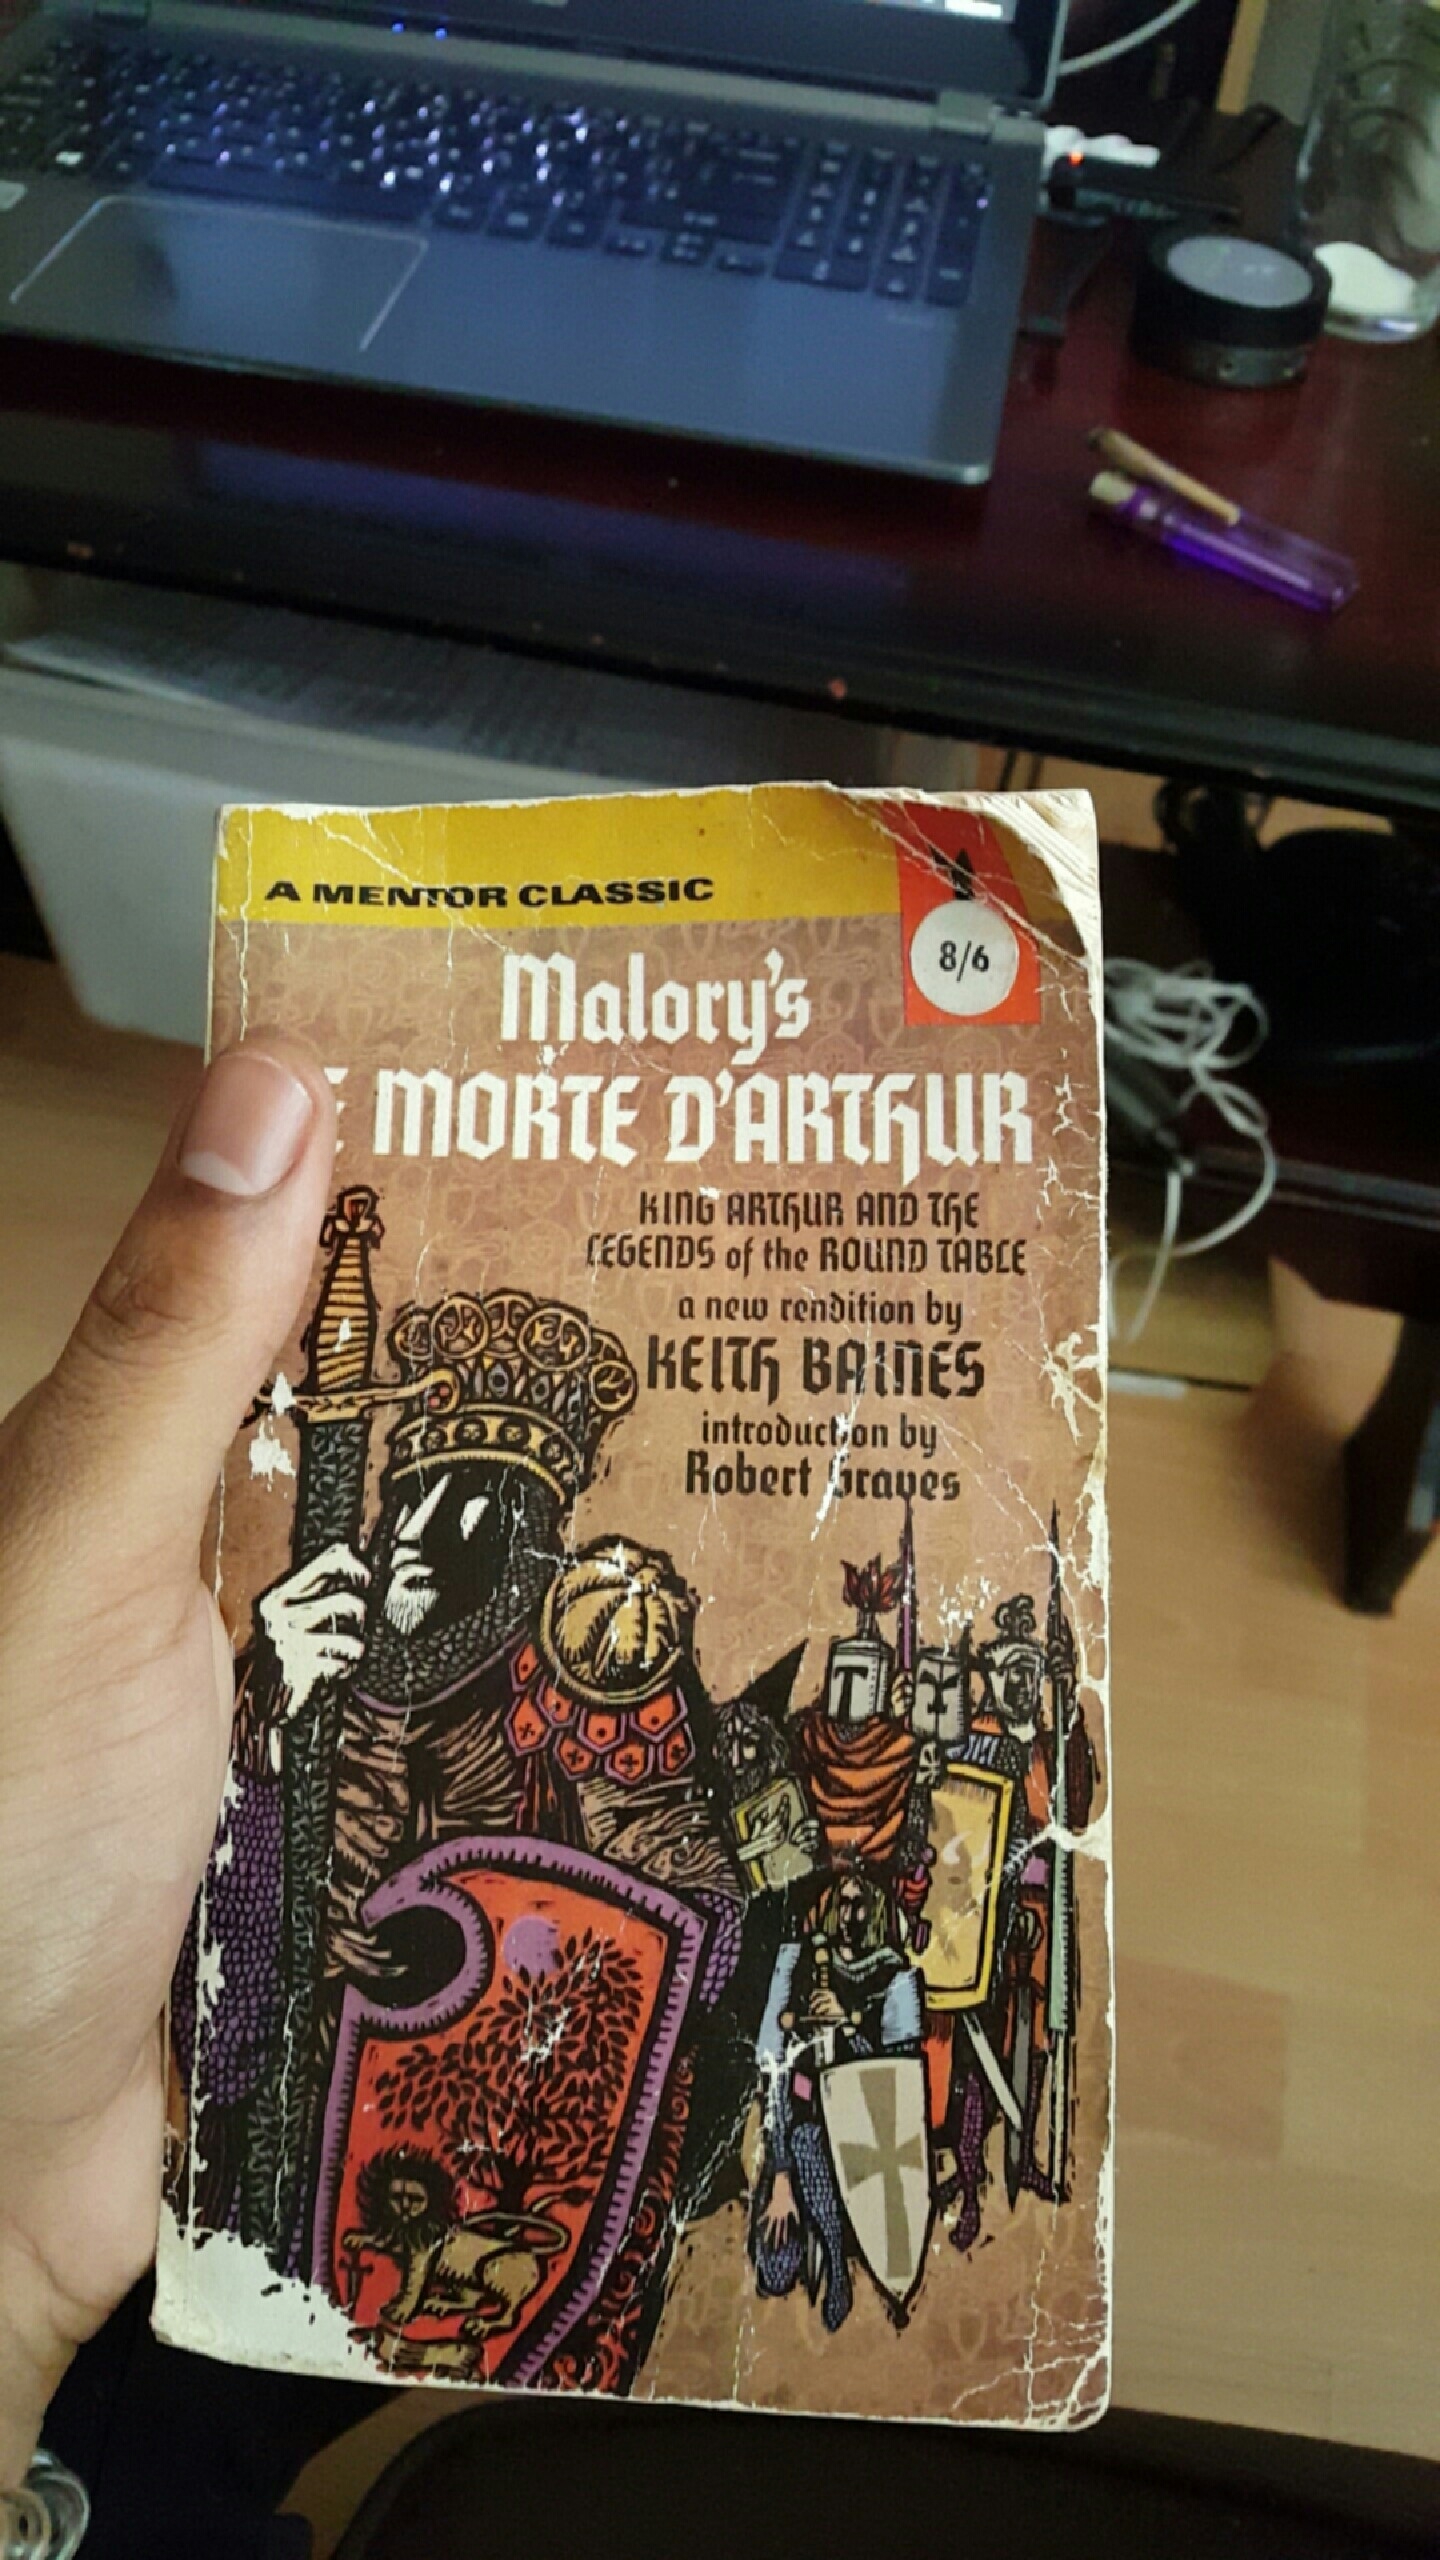 A MENTOR CLASSIC
8/6
Malory's
E MORTE D'ARTHUR
KING ARTHUR AND THE
LEGENDS of the ROUND TABLE
a new rendition by
KEITH BAINES
introduction by
Robert Graves